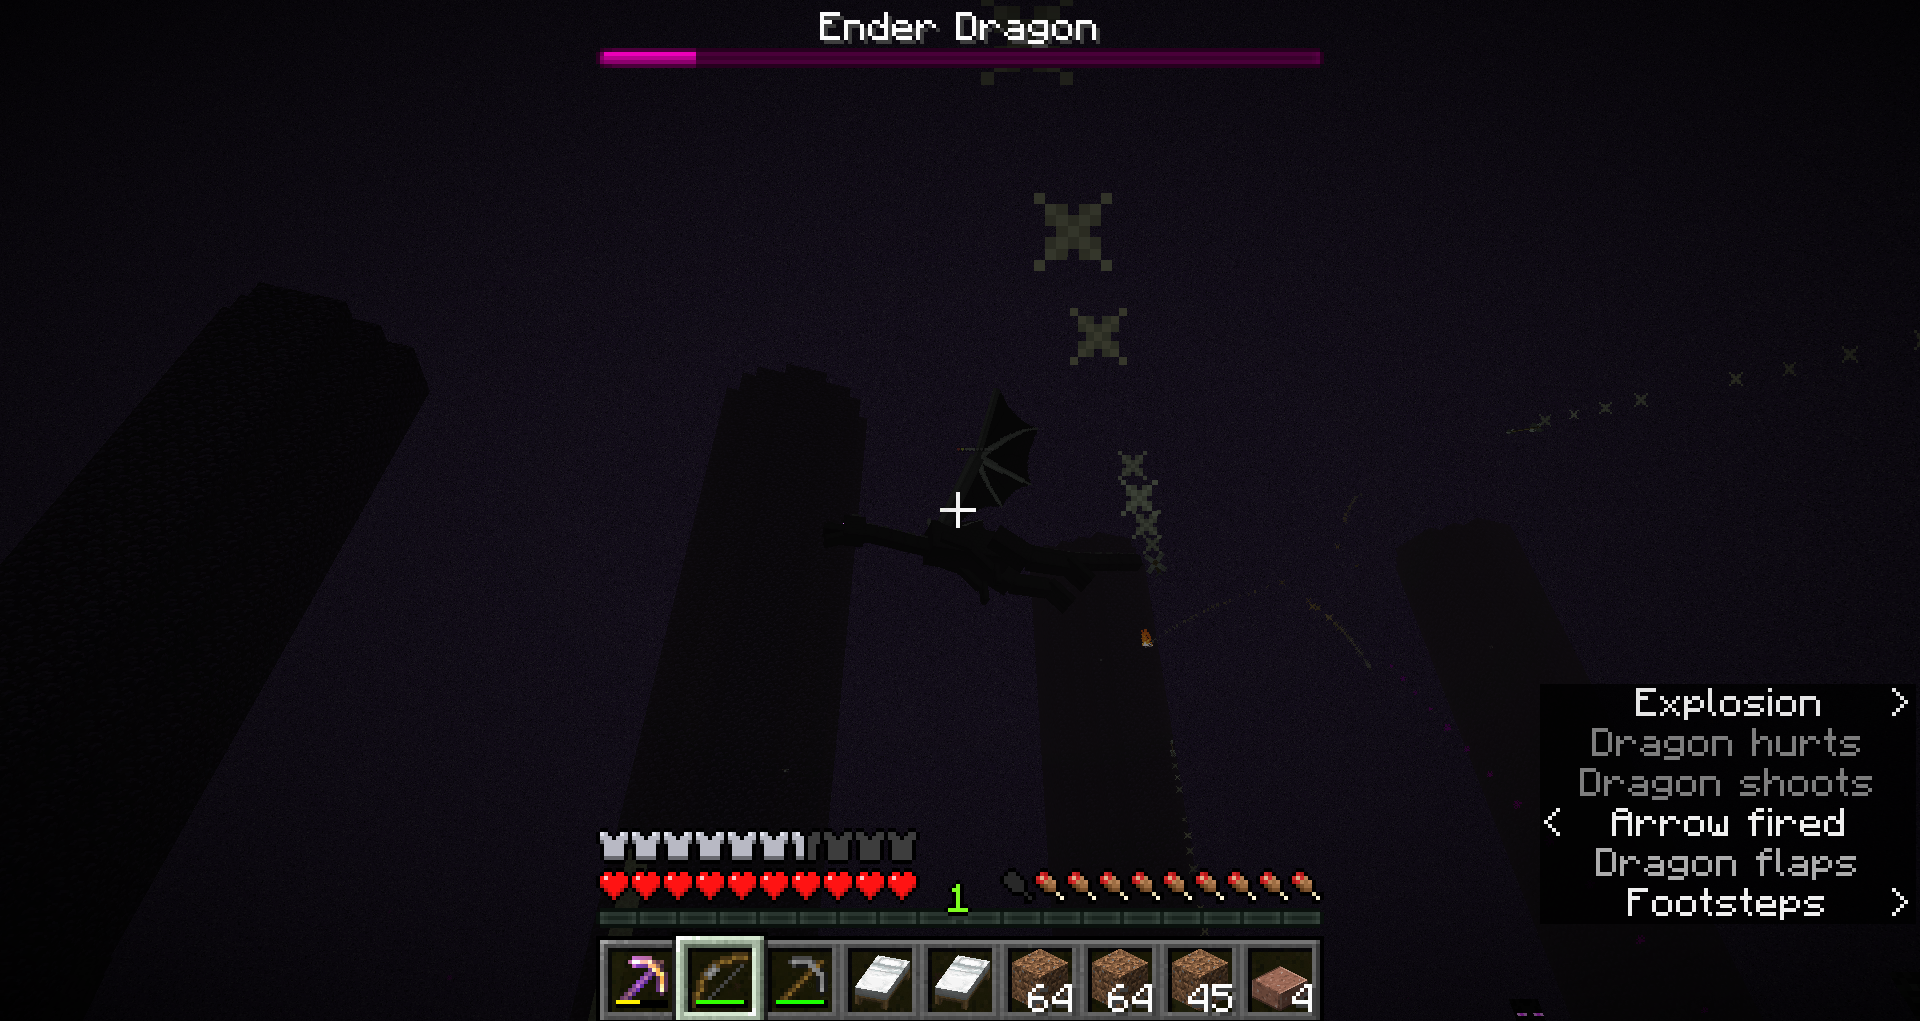 Ender Dragon
Explosion >
Dragon hurts
Dragon shoots
< Arrow fired
Dragon flaps
Footsteps >
1
64 64 45 4